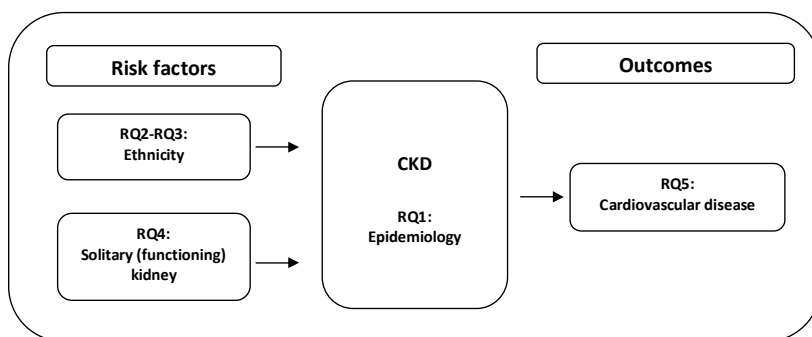 Risk factors
Outcomes
RQ2-RQ3:
Ethnicity
RQ4:
Solitary (functioning)
kidney
CKD
RQ1:
Epidemiology
RQ5:
Cardiovascular disease